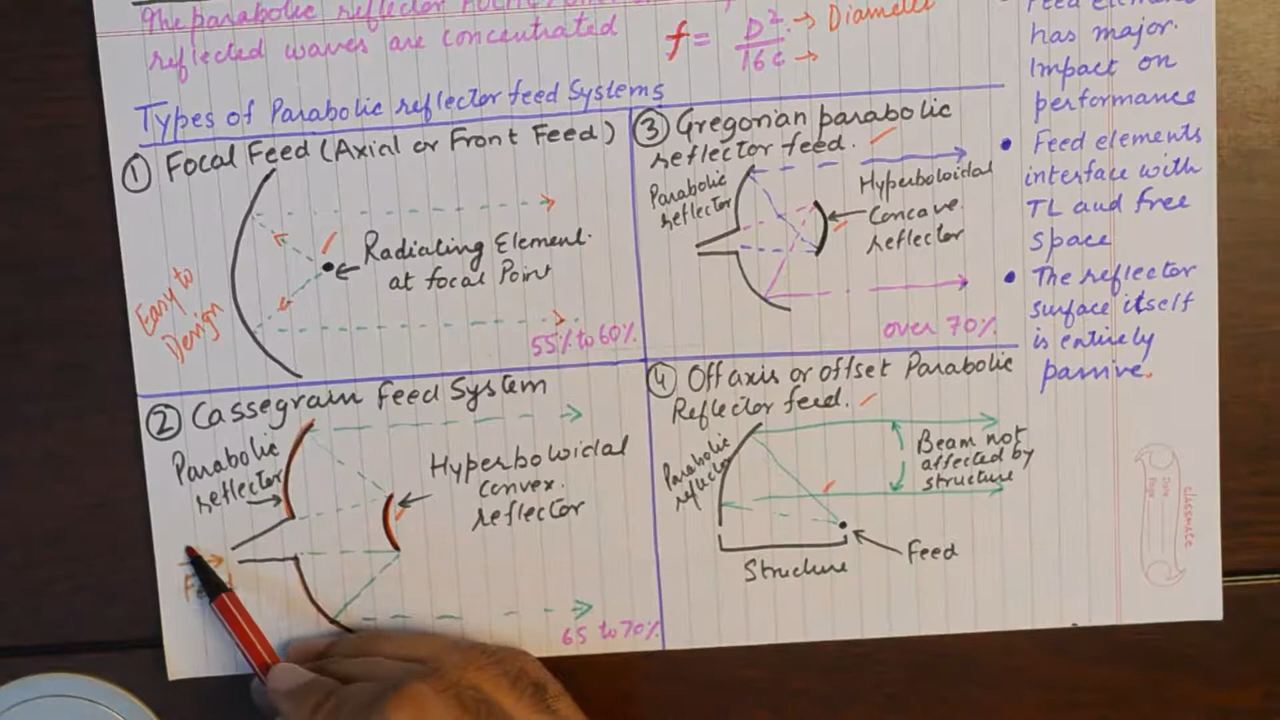 The parabolic reflector
reflected waves are concentrated
f = D² → Diameter
16c →
Types of Parabolic reflector feed Systems
① Focal Feed (Axial or Front Feed)
Radiating Element
at focal Point
Easy to
Design
55% to 60%
② Cassegrain Feed System
Parabolic
reflector
Hyperboloidal
convex
reflector
65 to 70%
③ Gregorian parabolic
reflector feed.
Parabolic
reflector
Hyperboloidal
Concave
reflector
over 70%
④ Off axis or offset Parabolic
Reflector feed.
Parabolic
reflector
Beam not
affected by
structure
Feed
Structure
Feed elements
has major
impact on
performance
• Feed elements
interface with
TL and free
space
• The reflector
surface itself
is entirely
passive.
classmate
Date
Page